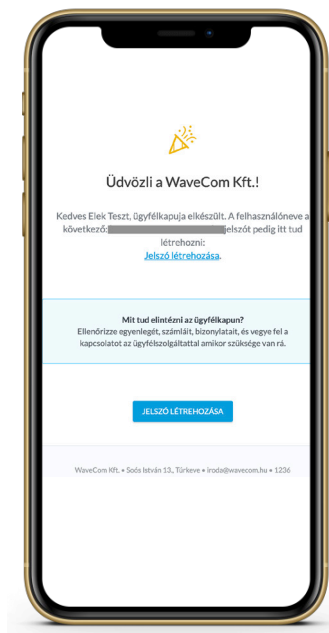 Üdvözli a WaveCom Kft.!
Kedves Elek Teszt, ügyfélkapuja elkészült. A felhasználóneve a
következő: jelszót pedig itt tud
létrehozni:
Jelszó létrehozása.
Mit tud elintézni az ügyfélkapun?
Ellenőrizze egyenlegét, számláit, bizonylatait, és vegye fel a
kapcsolatot az ügyfélszolgáltattal amikor szüksége van rá.
JELSZÓ LÉTREHOZÁSA
WaveCom Kft. • Soós István 13., Túrkeve • iroda@wavecom.hu • 1236